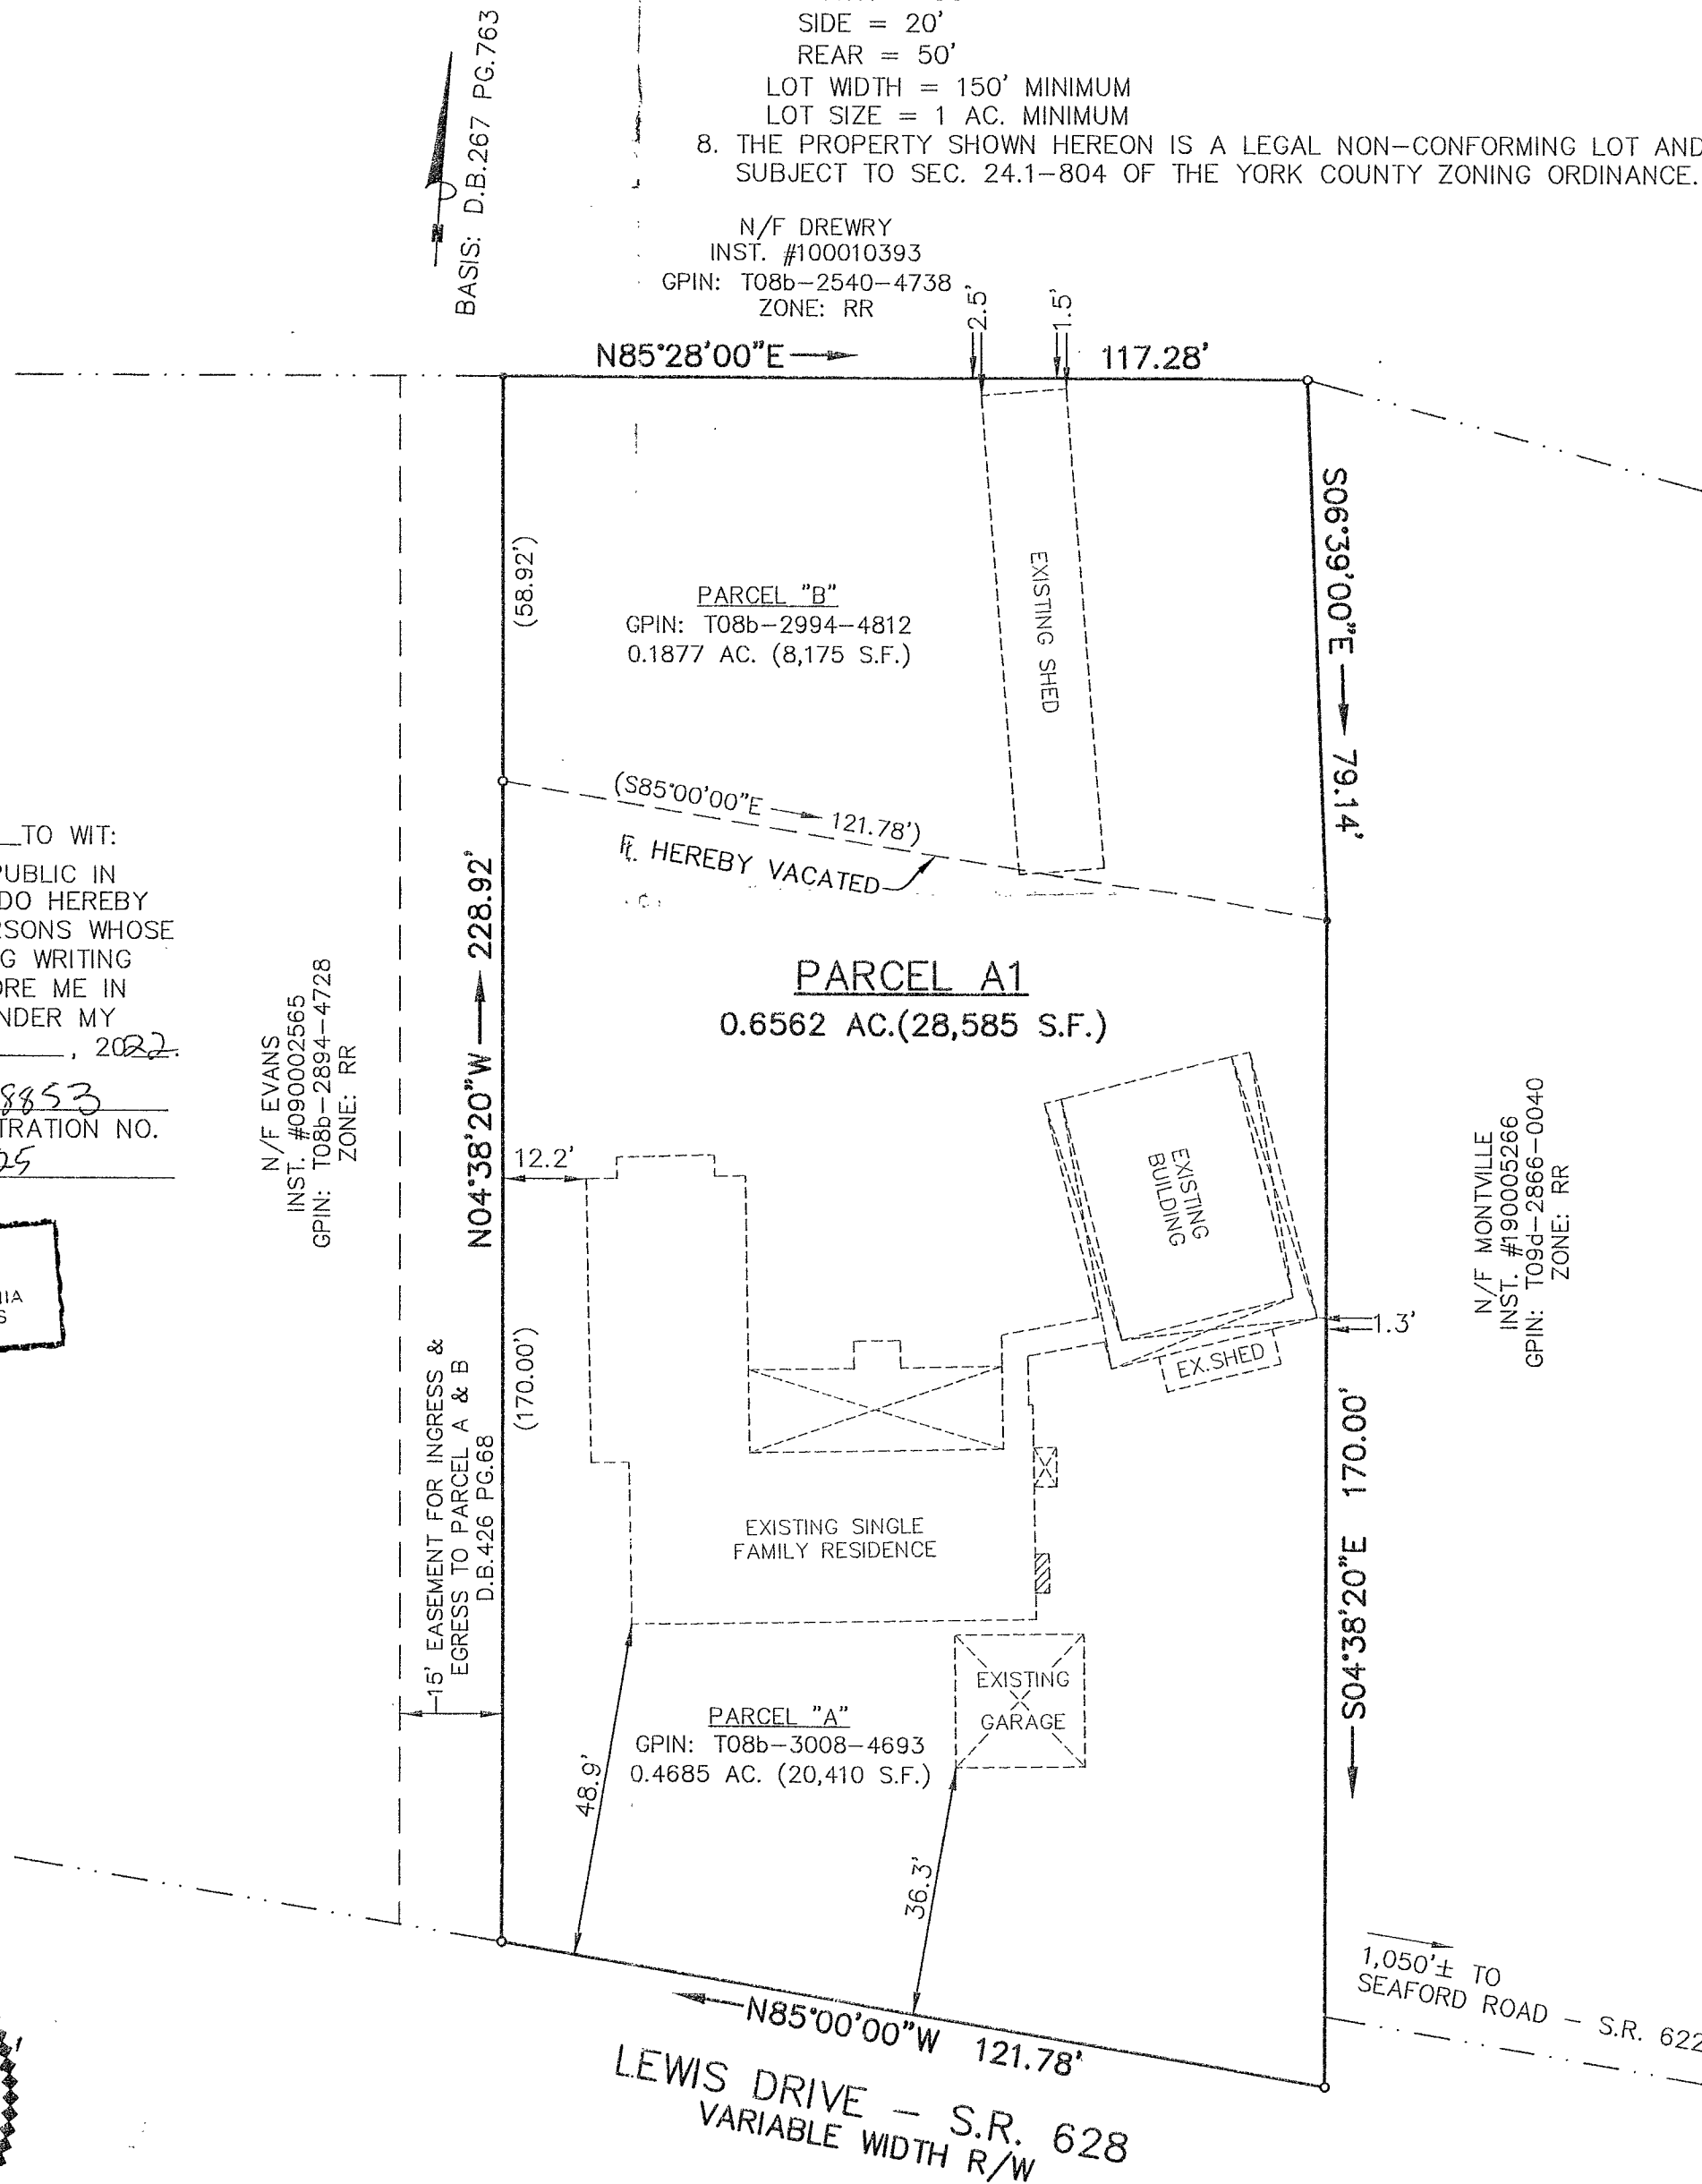 SIDE = 20'
REAR = 50'
LOT WIDTH = 150' MINIMUM
LOT SIZE = 1 AC. MINIMUM
8. THE PROPERTY SHOWN HEREON IS A LEGAL NON-CONFORMING LOT AND
SUBJECT TO SEC. 24.1-804 OF THE YORK COUNTY ZONING ORDINANCE.
BASIS: D.B.267 PG.763
N/F DREWRY
INST. #100010393
GPIN: T08b-2540-4738
ZONE: RR
2.5'
1.5'
N85°28'00"E
117.28'
S06°39'00"E
79.14'
(58.92')
PARCEL "B"
GPIN: T08b-2994-4812
0.1877 AC. (8,175 S.F.)
EXISTING SHED
(S85°00'00"E
121.78')
PL HEREBY VACATED
TO WIT:
PUBLIC IN
DO HEREBY
RSONS WHOSE
G WRITING
ORE ME IN
NDER MY
, 2022.
8853
TRATION NO.
25
N04°38'20"W
228.92'
PARCEL A1
0.6562 AC.(28,585 S.F.)
N/F EVANS
INST. #090002565
GPIN: T08b-2894-4728
ZONE: RR
12.2'
EXISTING
BUILDING
N/F MONTVILLE
INST. #190005266
GPIN: T09d-2866-0040
ZONE: RR
1.3'
EX.SHED
(170.00')
15' EASEMENT FOR INGRESS &
EGRESS TO PARCEL A & B
D.B.426 PG.68
S04°38'20"E
170.00'
EXISTING SINGLE
FAMILY RESIDENCE
EXISTING
GARAGE
PARCEL "A"
GPIN: T08b-3008-4693
0.4685 AC. (20,410 S.F.)
48.9'
36.3'
1,050'± TO
SEAFORD ROAD - S.R. 622
N85°00'00"W
121.78'
LEWIS DRIVE - S.R. 628
VARIABLE WIDTH R/W